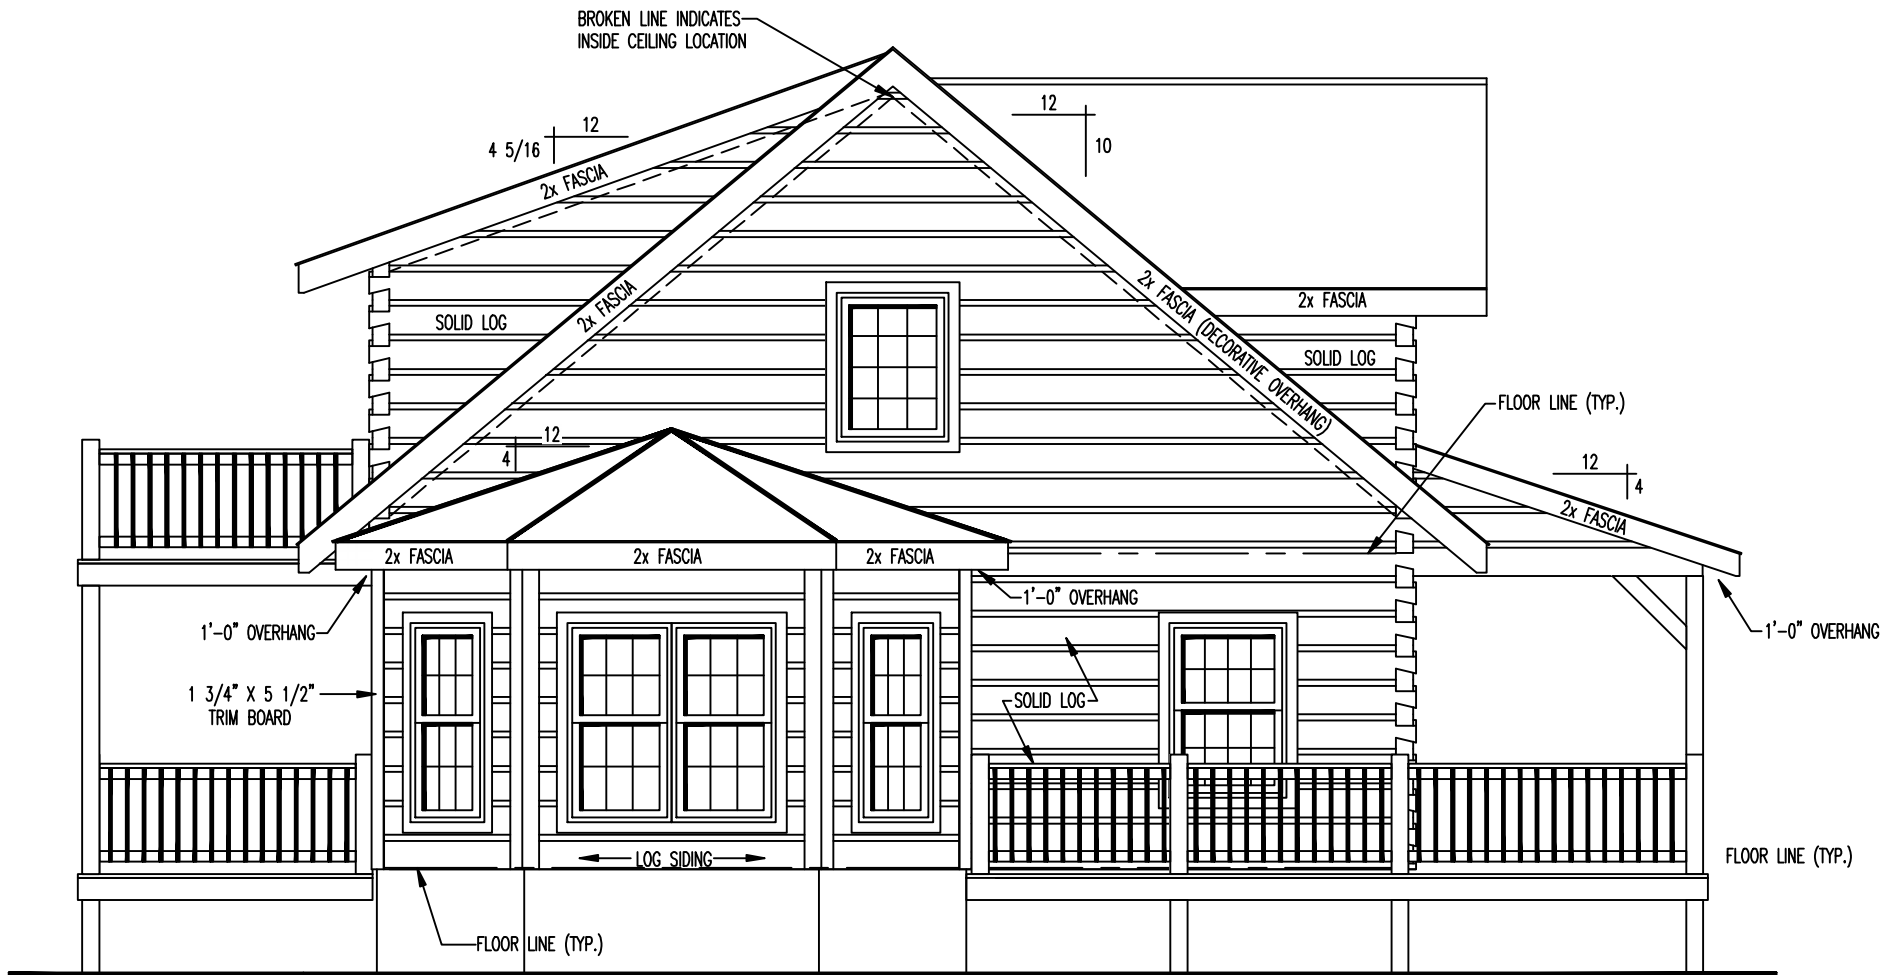 BROKEN LINE INDICATES
INSIDE CEILING LOCATION
12
4 5/16
12
10
2x FASCIA
2x FASCIA
2x FASCIA (DECORATIVE OVERHANG)
2x FASCIA
SOLID LOG
SOLID LOG
FLOOR LINE (TYP.)
12
4
12
4
2x FASCIA
2x FASCIA
2x FASCIA
2x FASCIA
1'-0" OVERHANG
1'-0" OVERHANG
1'-0" OVERHANG
1 3/4" X 5 1/2"
TRIM BOARD
SOLID LOG
LOG SIDING
FLOOR LINE (TYP.)
FLOOR LINE (TYP.)